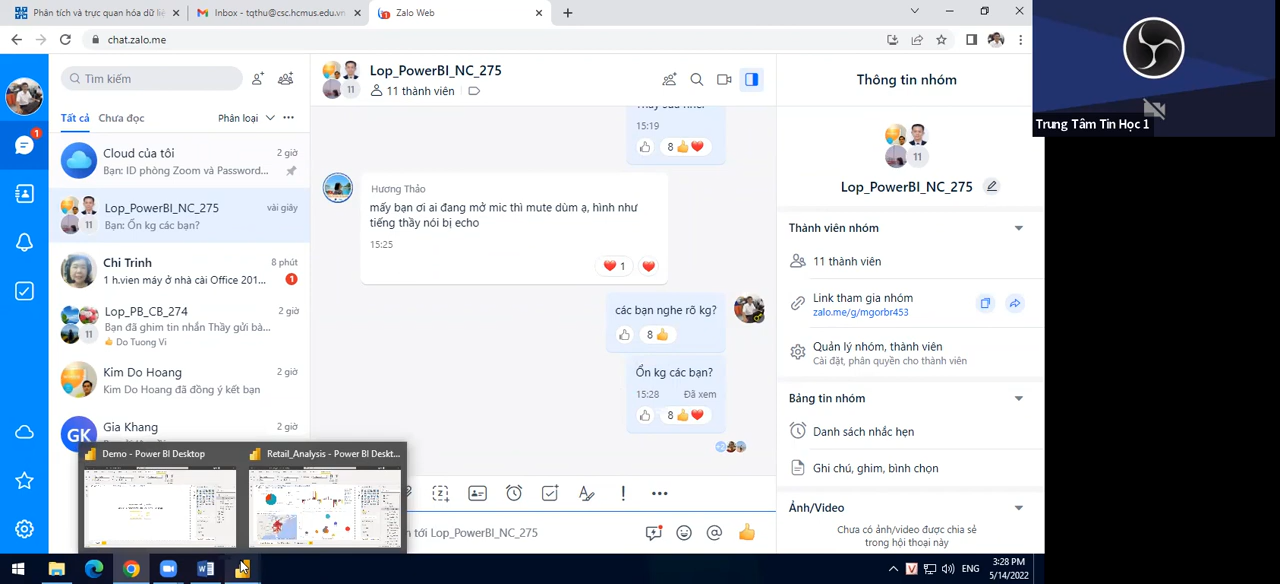 Phân tích và trực quan hóa dữ liệ
Inbox - tqthu@csc.hcmus.edu.vn
Zalo Web
chat.zalo.me
Tìm kiếm
Tất cả
Chưa đọc
Phân loại
1
Cloud của tôi
2 giờ
Bạn: ID phòng Zoom và Password...
11
Lop_PowerBI_NC_275
vài giây
Bạn: Ổn kg các bạn?
Chi Trinh
8 phút
1 h.vien máy ở nhà cài Office 201...
1
11
Lop_PB_CB_274
2 giờ
Bạn đã ghim tin nhắn Thầy gửi bà...
Do Tuong Vi
Kim Do Hoang
2 giờ
Kim Do Hoang đã đồng ý kết bạn
GK
Gia Khang
2 giờ
Demo - Power BI Desktop
Retail_Analysis - Power BI Deskt...
11
Lop_PowerBI_NC_275
11 thành viên
15:19
8
Hương Thảo
mấy bạn ơi ai đang mở mic thì mute dùm ạ, hình như
tiếng thầy nói bị echo
15:25
1
các bạn nghe rõ kg?
8
Ổn kg các bạn?
15:28
Đã xem
8
tới Lop_PowerBI_NC_275
Thông tin nhóm
11
Lop_PowerBI_NC_275
Thành viên nhóm
11 thành viên
Link tham gia nhóm
zalo.me/g/mgorbr453
Quản lý nhóm, thành viên
Cài đặt, phân quyền cho thành viên
Bảng tin nhóm
Danh sách nhắc hẹn
Ghi chú, ghim, bình chọn
Ảnh/Video
Chưa có ảnh/video được chia sẻ
trong hội thoại này
Trung Tâm Tin Học 1
ENG
3:28 PM
5/14/2022